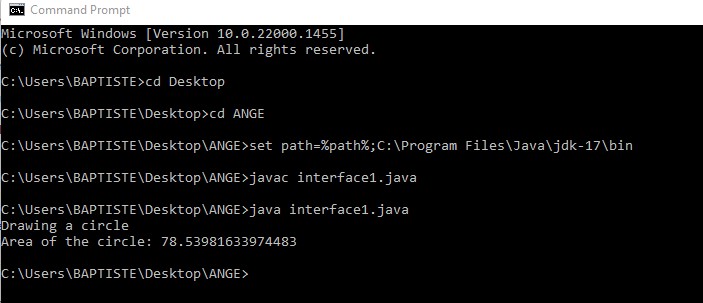 Command Prompt
Microsoft Windows [Version 10.0.22000.1455]
(c) Microsoft Corporation. All rights reserved.
C:\Users\BAPTISTE>cd Desktop
C:\Users\BAPTISTE\Desktop>cd ANGE
C:\Users\BAPTISTE\Desktop\ANGE>set path=%path%;C:\Program Files\Java\jdk-17\bin
C:\Users\BAPTISTE\Desktop\ANGE>javac interface1.java
C:\Users\BAPTISTE\Desktop\ANGE>java interface1.java
Drawing a circle
Area of the circle: 78.53981633974483
C:\Users\BAPTISTE\Desktop\ANGE>